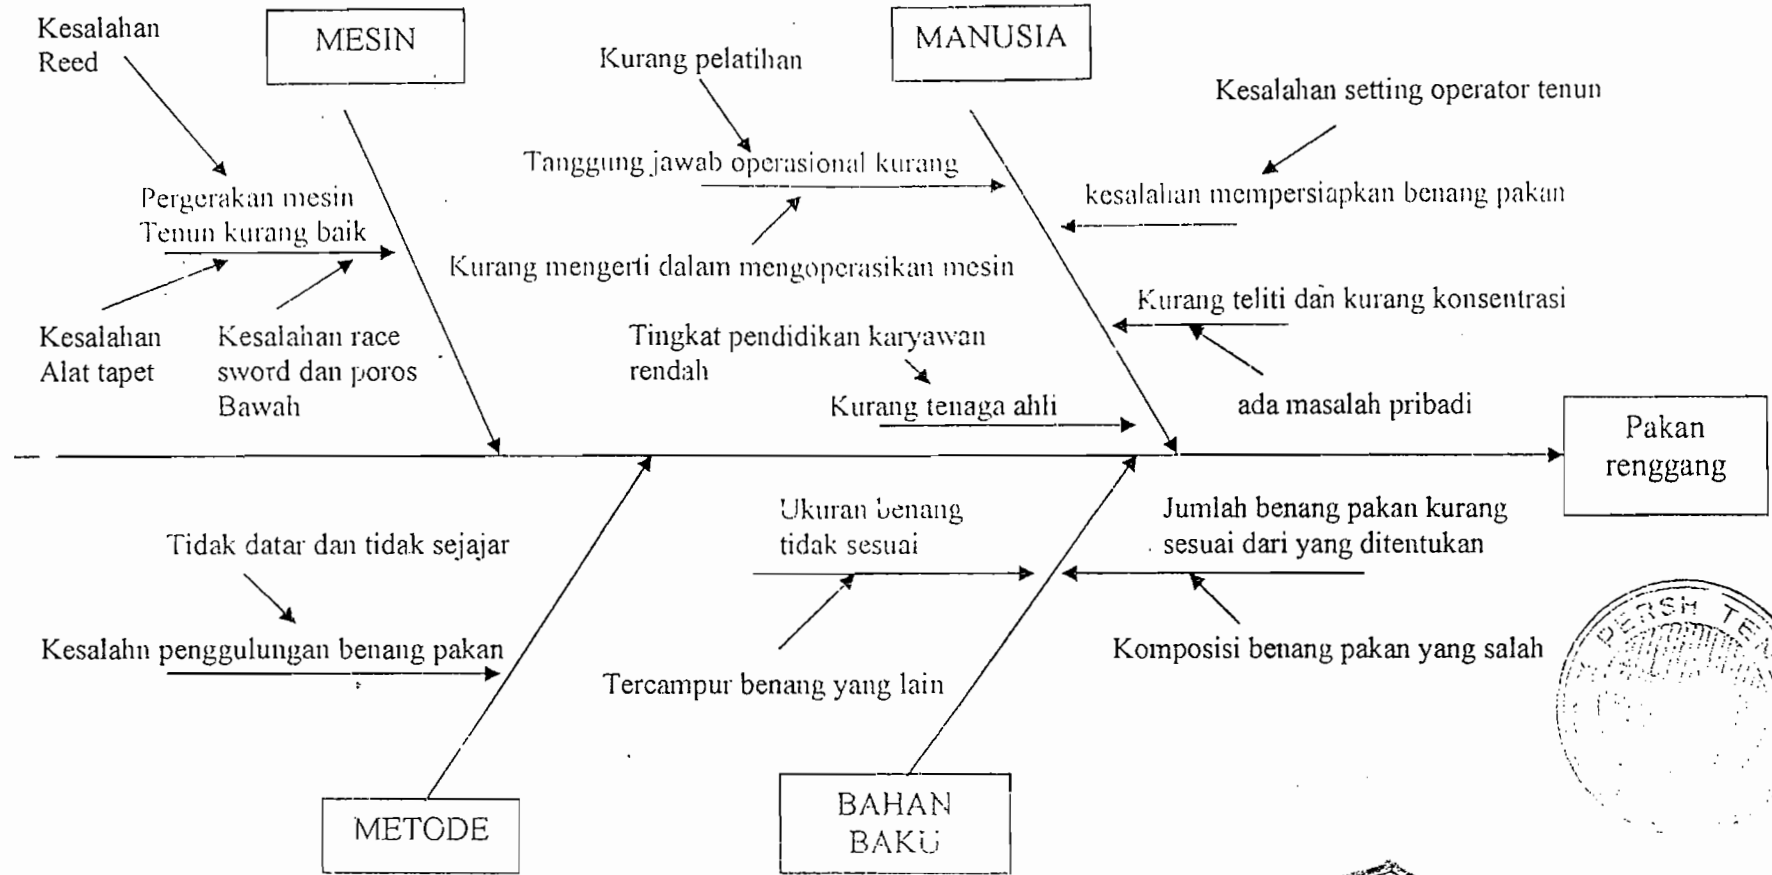 Kesalahan
Reed
MESIN
Kurang pelatihan
MANUSIA
Kesalahan setting operator tenun
Tanggung jawab operasional kurang
kesalahan mempersiapkan benang pakan
Pergerakan mesin
Tenun kurang baik
Kurang mengerti dalam mengoperasikan mesin
Kurang teliti dan kurang konsentrasi
Kesalahan
Alat tapet
Kesalahan race
sword dan poros
Bawah
Tingkat pendidikan karyawan
rendah
Kurang tenaga ahli
ada masalah pribadi
Pakan
renggang
Tidak datar dan tidak sejajar
Ukuran benang
tidak sesuai
Jumlah benang pakan kurang
sesuai dari yang ditentukan
Kesalahn penggulungan benang pakan
Tercampur benang yang lain
Komposisi benang pakan yang salah
PERSH
METODE
BAHAN
BAKU